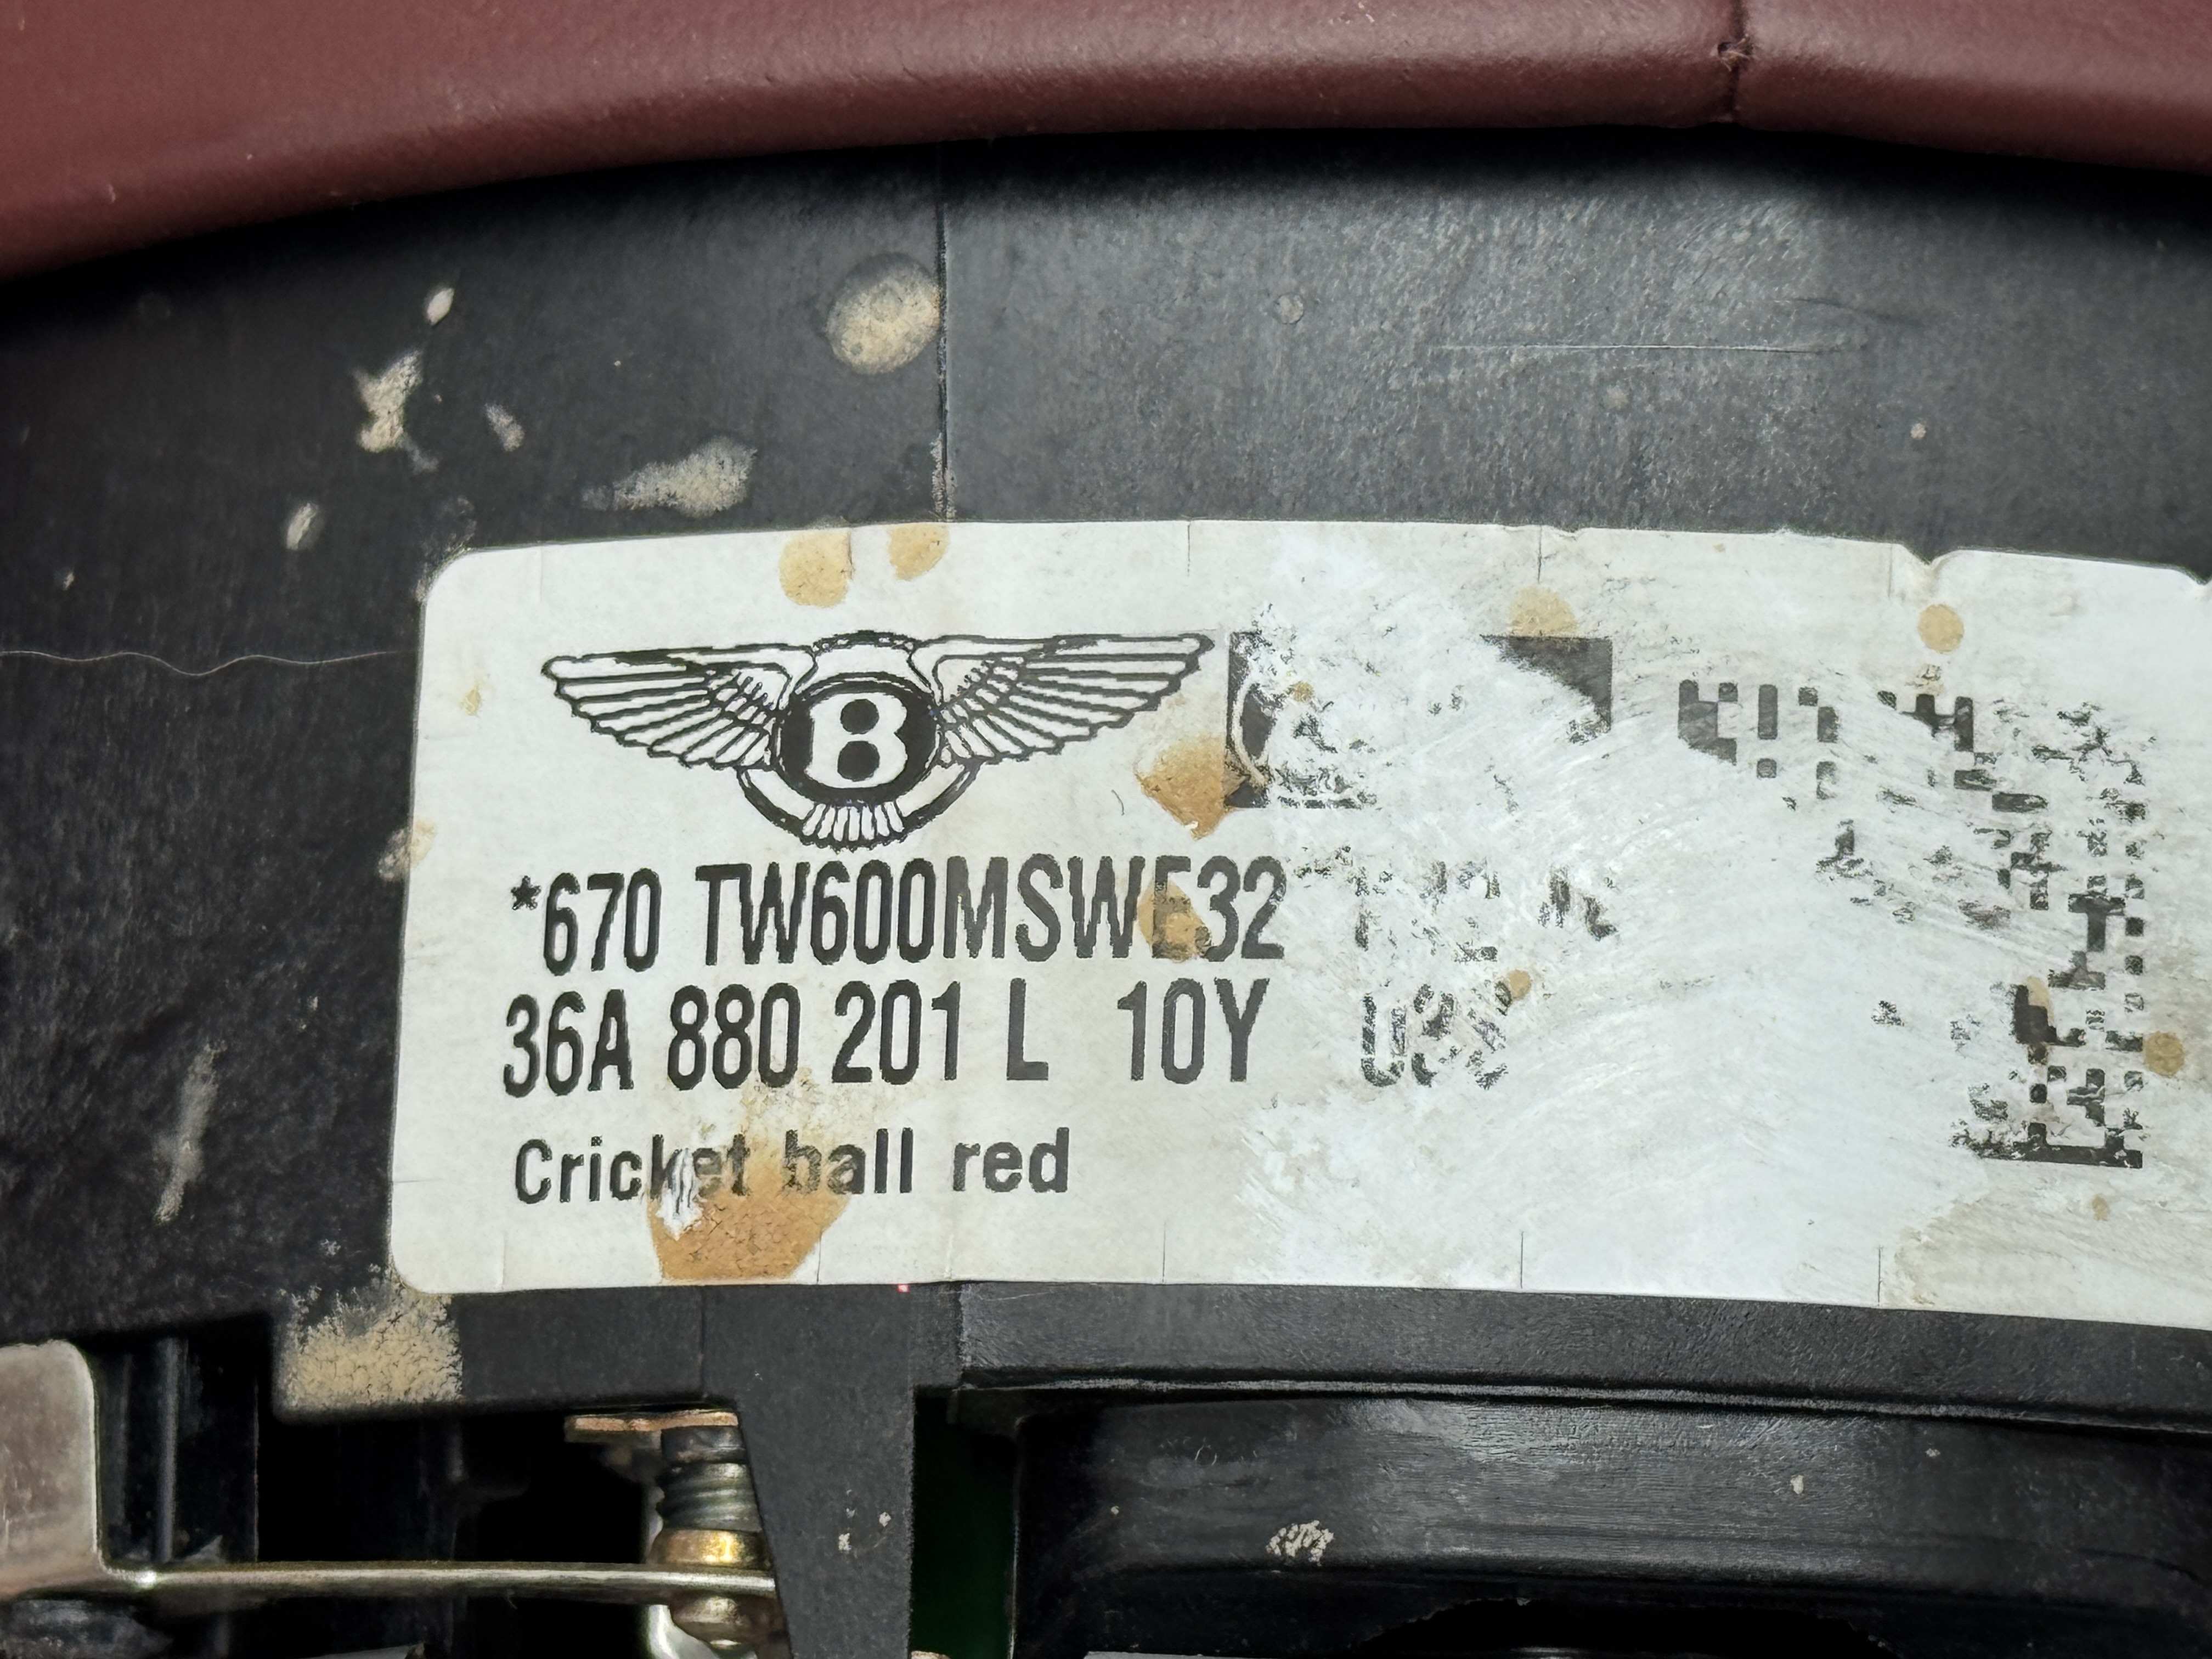 B
*670 TW600MSWE32
36A 880 201 L 10Y
Cricket ball red